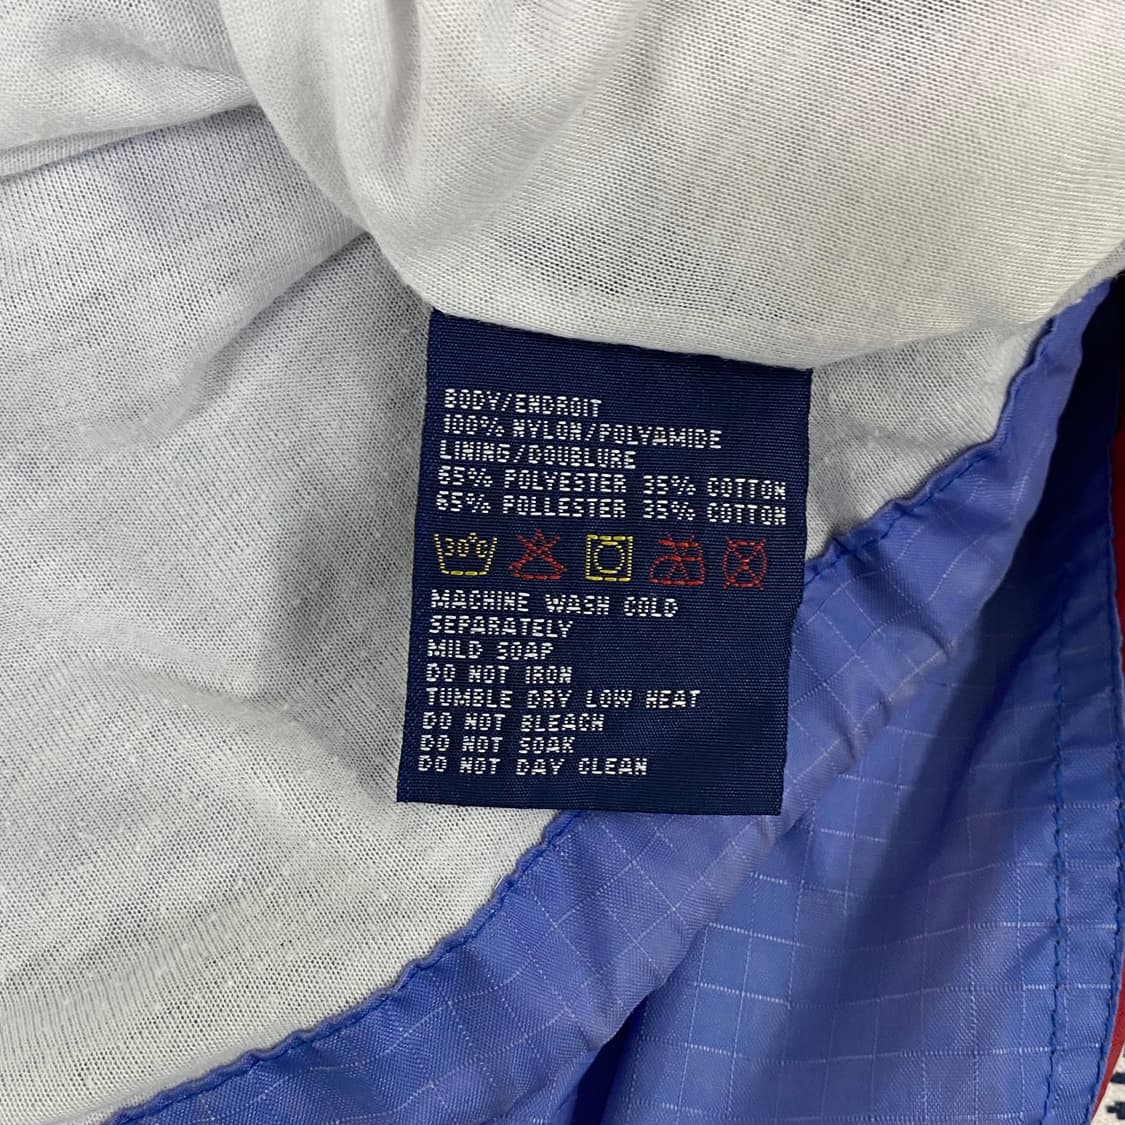 BODY/ENDROIT
100% NYLON/POLYAMIDE
LINING/DOUBLURE
65% POLYESTER 35% COTTON
65% POLLESTER 35% COTTON
30°C
MACHINE WASH COLD
SEPARATELY
MILD SOAP
DO NOT IRON
TUMBLE DRY LOW HEAT
DO NOT BLEACH
DO NOT SOAK
DO NOT DAY CLEAN